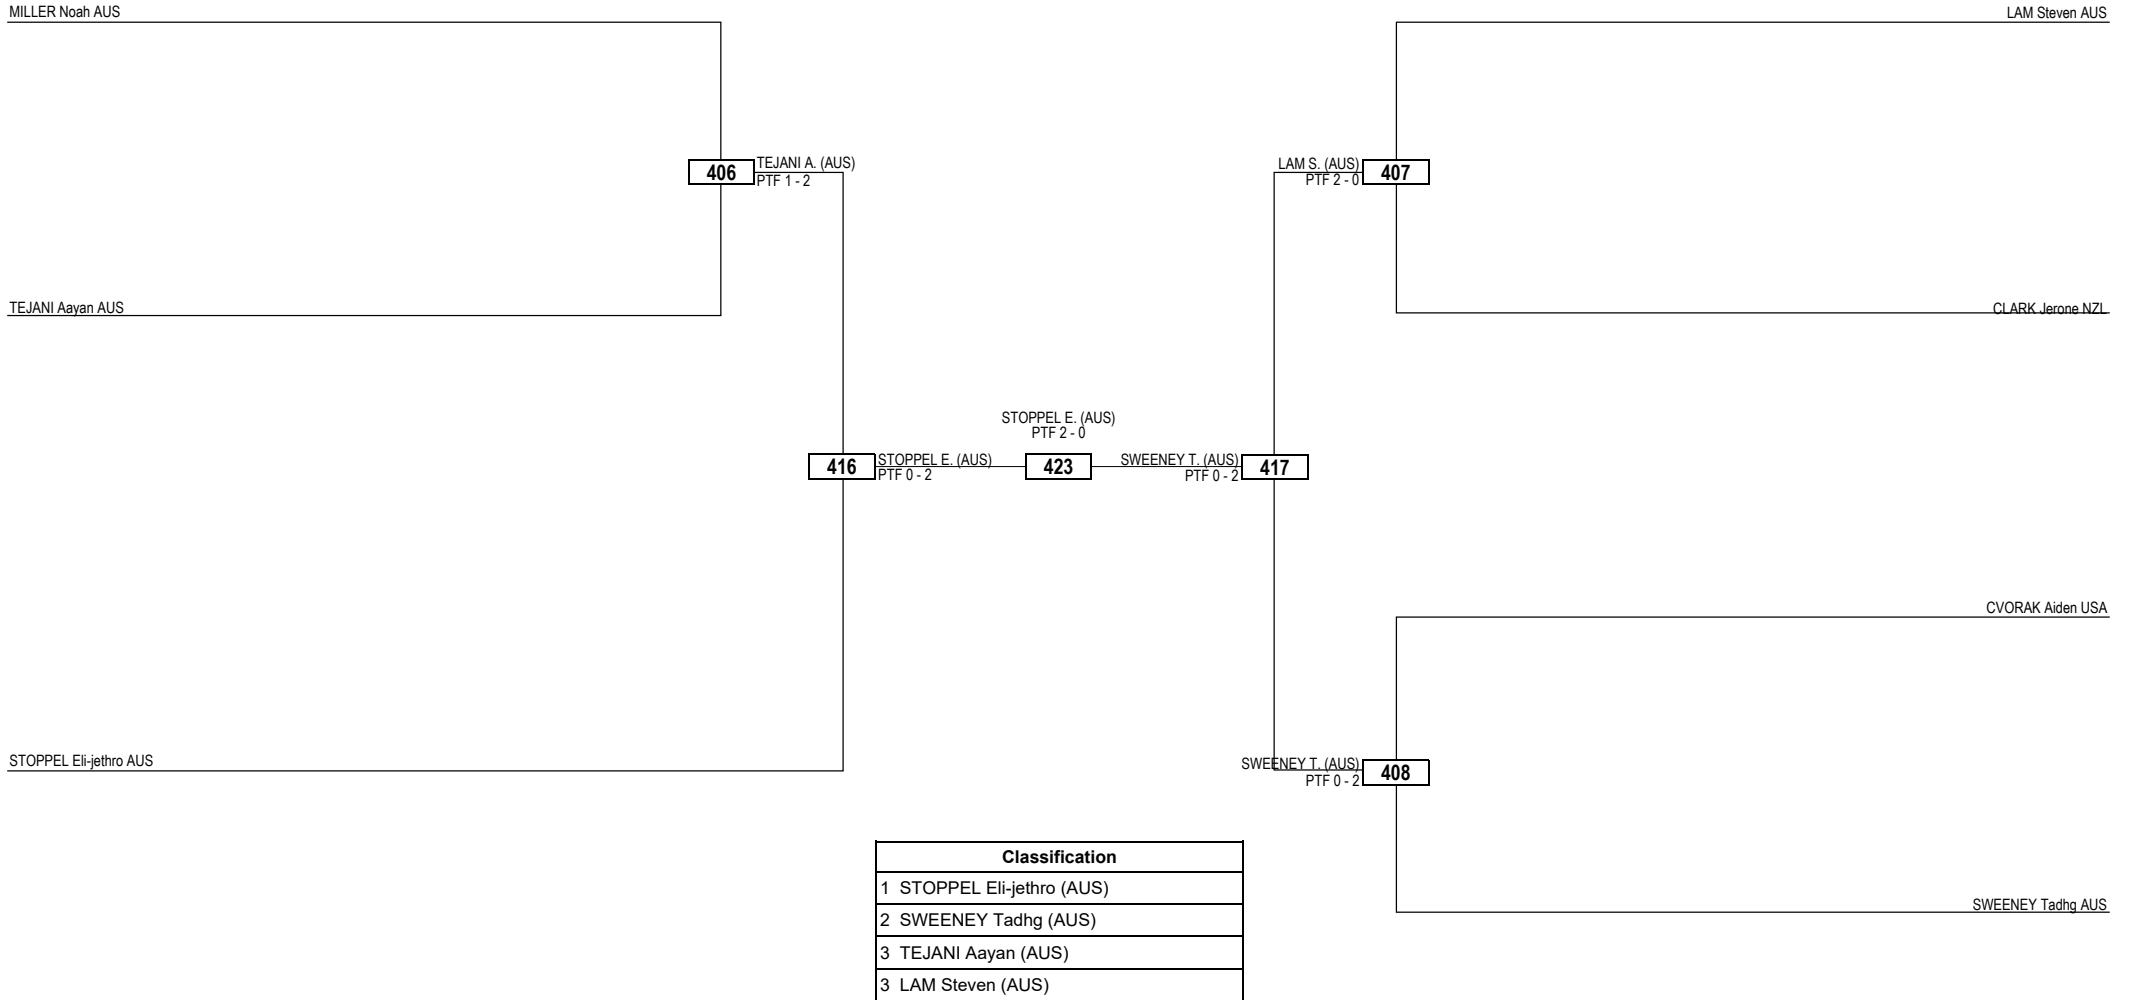 MILLER Noah AUS
LAM Steven AUS
406
TEJANI A. (AUS)
PTF 1 - 2
LAM S. (AUS)
PTF 2 - 0
407
TEJANI Aayan AUS
CLARK Jerone NZL
STOPPEL E. (AUS)
PTF 2 - 0
416
STOPPEL E. (AUS)
PTF 0 - 2
423
SWEENEY T. (AUS)
PTF 0 - 2
417
CVORAK Aiden USA
STOPPEL Eli-jethro AUS
SWEENEY T. (AUS)
PTF 0 - 2
408
SWEENEY Tadhg AUS
Classification
1 STOPPEL Eli-jethro (AUS)
2 SWEENEY Tadhg (AUS)
3 TEJANI Aayan (AUS)
3 LAM Steven (AUS)